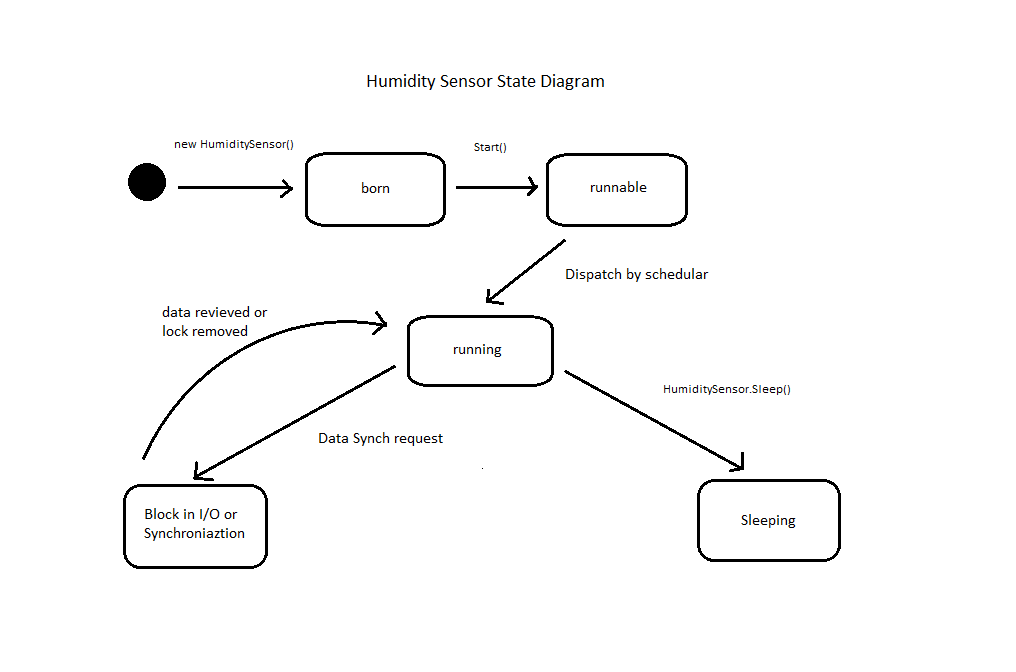 Humidity Sensor State Diagram
new HumiditySensor()
Start()
born
runnable
Dispatch by schedular
data revieved or
lock removed
running
HumiditySensor.Sleep()
Data Synch request
Block in I/O or
Synchroniaztion
Sleeping